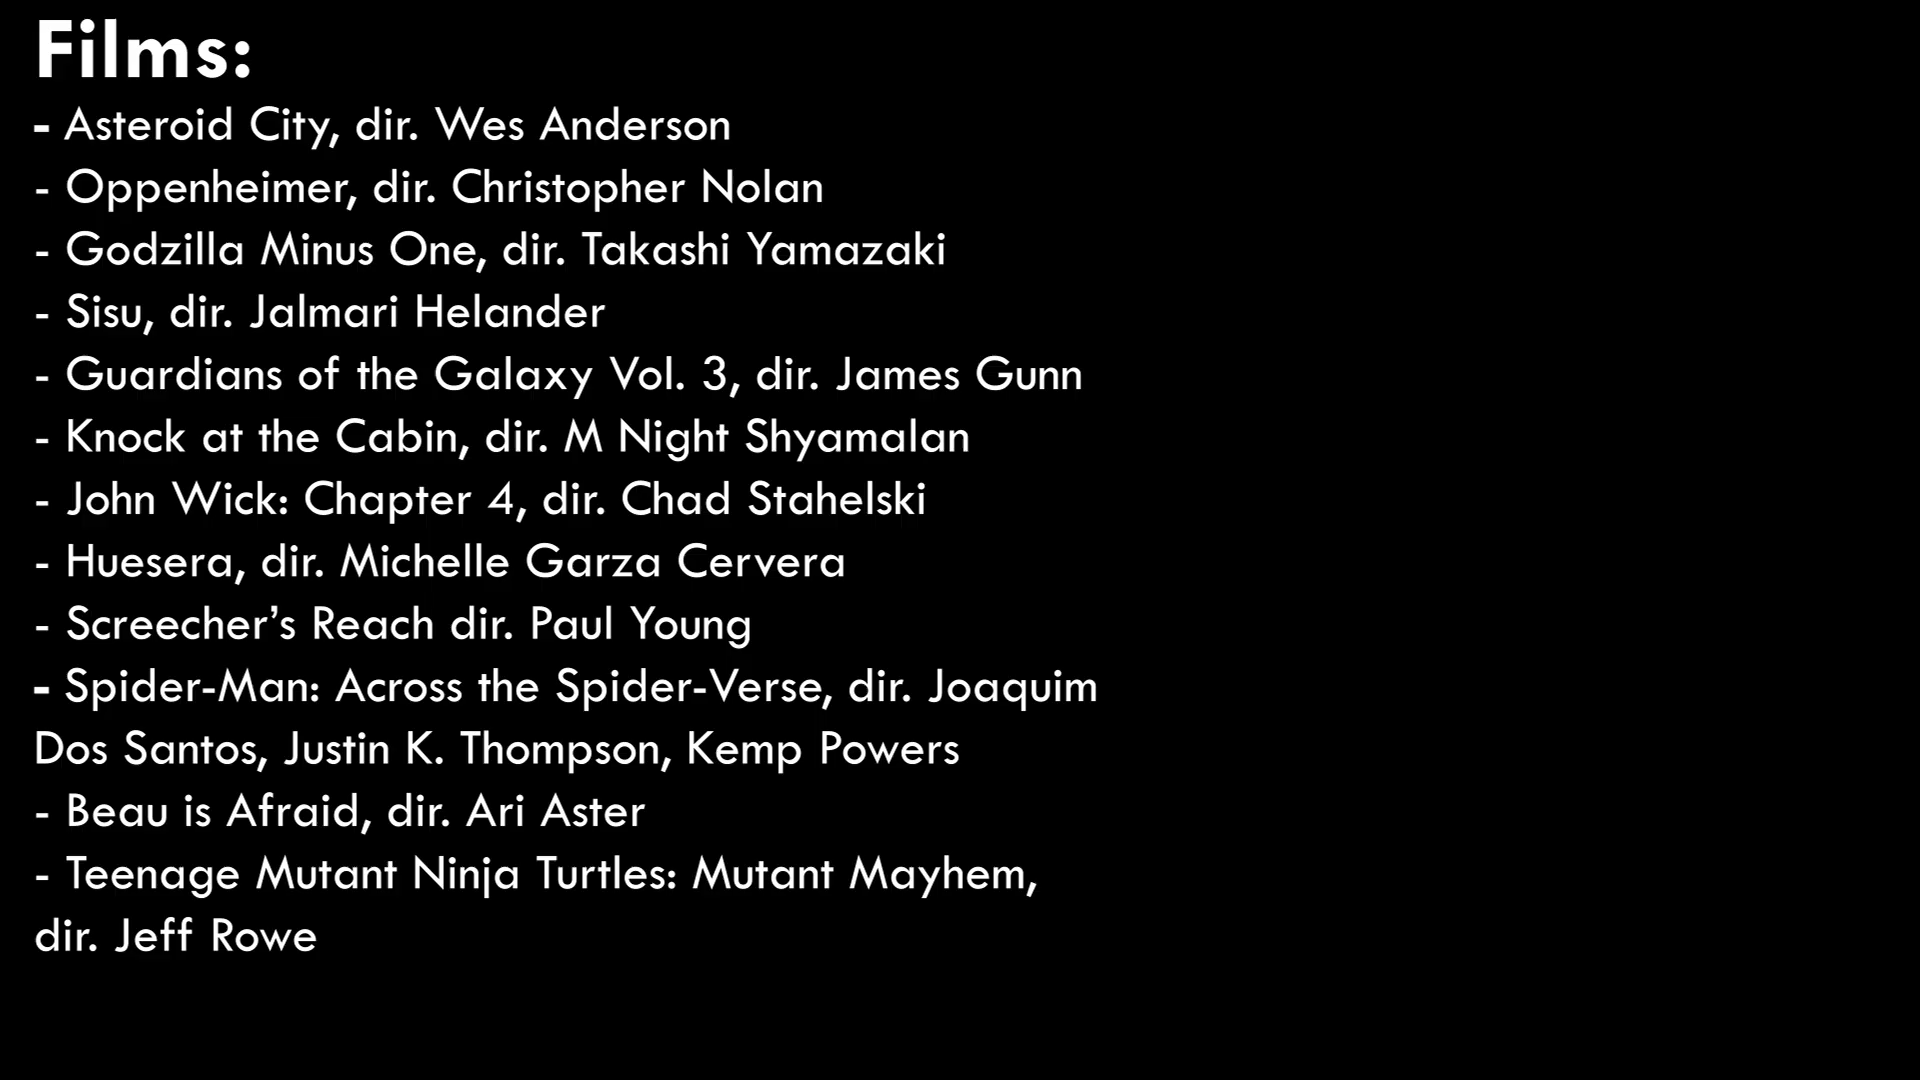 Films:
- Asteroid City, dir. Wes Anderson
- Oppenheimer, dir. Christopher Nolan
- Godzilla Minus One, dir. Takashi Yamazaki
- Sisu, dir. Jalmari Helander
- Guardians of the Galaxy Vol. 3, dir. James Gunn
- Knock at the Cabin, dir. M Night Shyamalan
- John Wick: Chapter 4, dir. Chad Stahelski
- Huesera, dir. Michelle Garza Cervera
- Screecher’s Reach dir. Paul Young
- Spider-Man: Across the Spider-Verse, dir. Joaquim
Dos Santos, Justin K. Thompson, Kemp Powers
- Beau is Afraid, dir. Ari Aster
- Teenage Mutant Ninja Turtles: Mutant Mayhem,
dir. Jeff Rowe